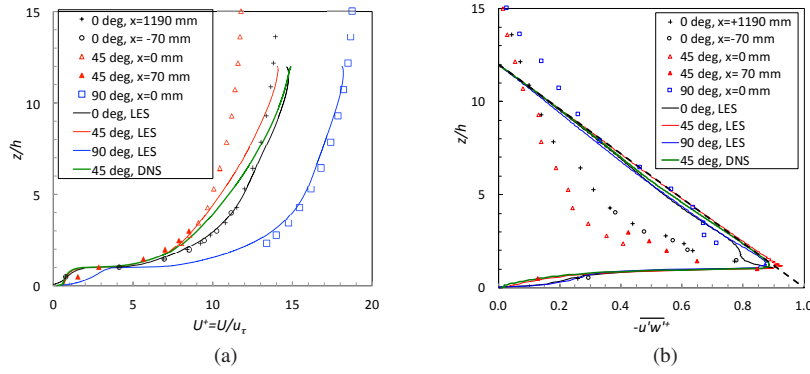 0 deg, x=1190 mm
0 deg, x= -70 mm
45 deg, x=0 mm
45 deg, x=70 mm
90 deg, x=0 mm
0 deg, LES
45 deg, LES
90 deg, LES
45 deg, DNS
15
10
5
0
z/h
0 5 10 15 20
U⁺=U/uτ
(a)
0 deg, x=+1190 mm
0 deg, x=-70 mm
45 deg, x=0 mm
45 deg, x= 70 mm
90 deg, x=0 mm
0 deg, LES
45 deg, LES
90 deg, LES
45 deg, DNS
15
10
5
0
z/h
0.0 0.2 0.4 0.6 0.8 1.0
-u'w'⁺
(b)